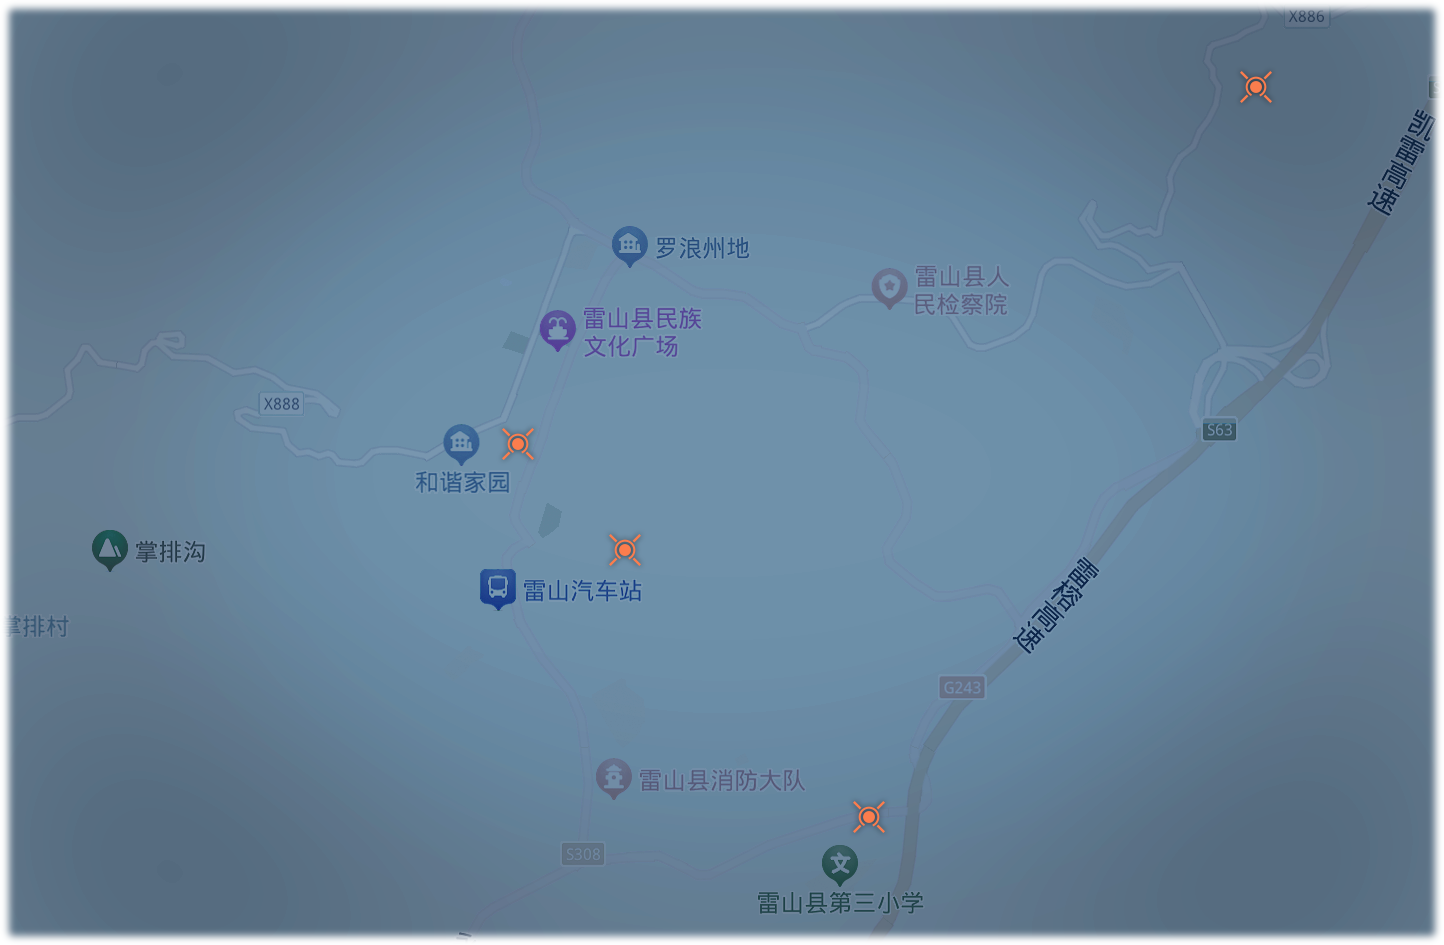 X886
凯雷高速
罗浪州地
雷山县人
民检察院
雷山县民族
文化广场
X888
S63
和谐家园
掌排沟
雷山汽车站
雷榕高速
掌排村
G243
雷山县消防大队
S308
雷山县第三小学